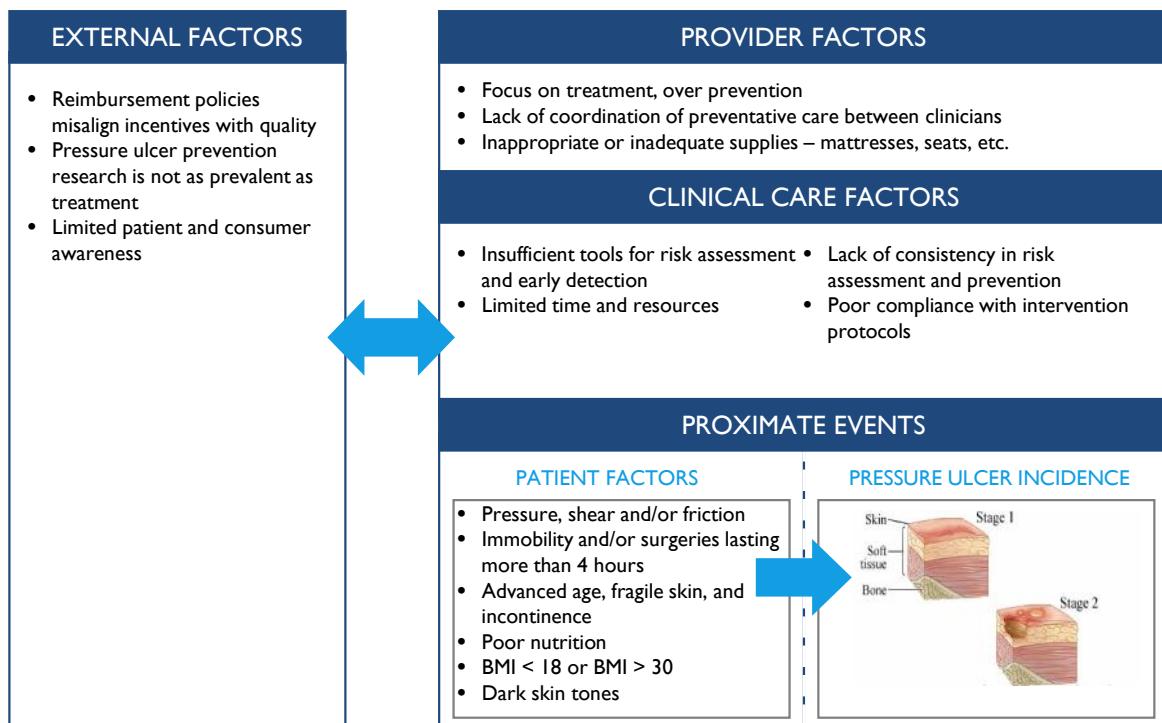 EXTERNAL FACTORS
• Reimbursement policies
misalign incentives with quality
• Pressure ulcer prevention
research is not as prevalent as
treatment
• Limited patient and consumer
awareness
PROVIDER FACTORS
• Focus on treatment, over prevention
• Lack of coordination of preventative care between clinicians
• Inappropriate or inadequate supplies – mattresses, seats, etc.
CLINICAL CARE FACTORS
• Insufficient tools for risk assessment
and early detection
• Limited time and resources
• Lack of consistency in risk
assessment and prevention
• Poor compliance with intervention
protocols
PROXIMATE EVENTS
PATIENT FACTORS
• Pressure, shear and/or friction
• Immobility and/or surgeries lasting
more than 4 hours
• Advanced age, fragile skin, and
incontinence
• Poor nutrition
• BMI < 18 or BMI > 30
• Dark skin tones
PRESSURE ULCER INCIDENCE
Skin
Stage 1
Soft
tissue
Bone
Stage 2